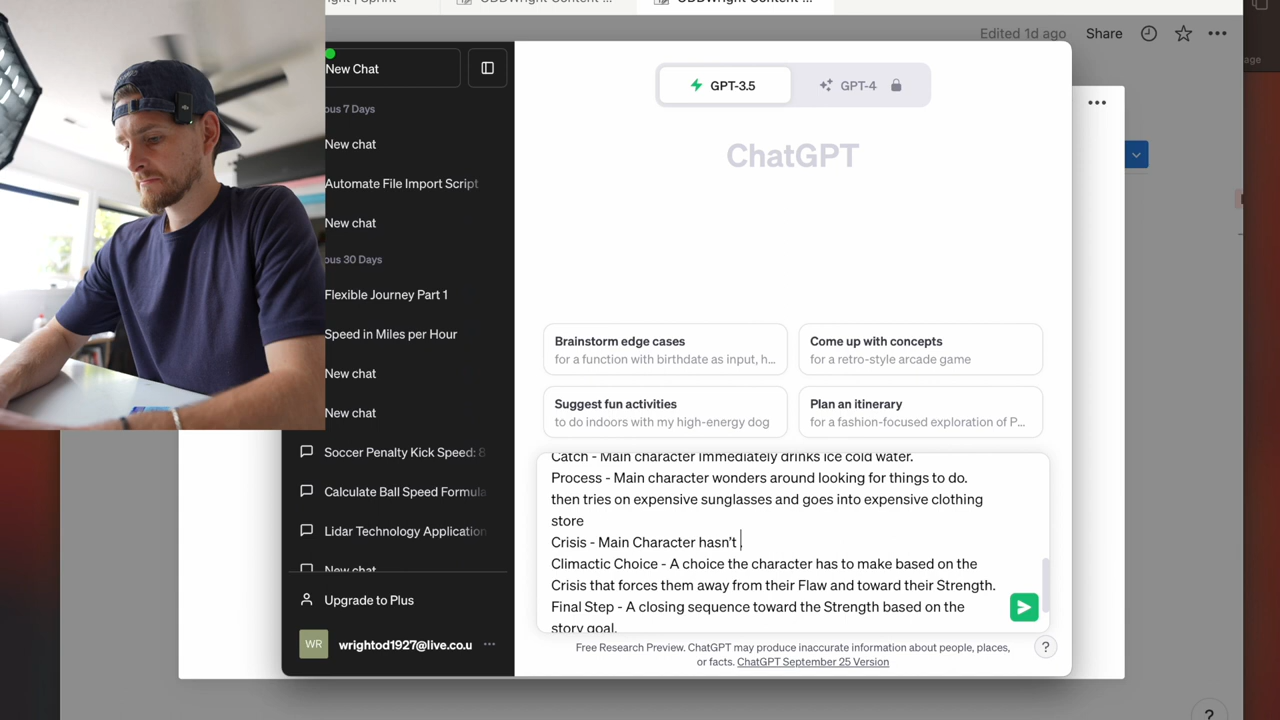 Edited 1d ago
Share
New Chat
GPT-3.5
GPT-4
ous 7 Days
ChatGPT
New chat
Automate File Import Script
New chat
ous 30 Days
Flexible Journey Part 1
Speed in Miles per Hour
New chat
New chat
Soccer Penalty Kick Speed: 8
Calculate Ball Speed Formula
Lidar Technology Application
New chat
Upgrade to Plus
WR
wrightod1927@live.co.u
Brainstorm edge cases
for a function with birthdate as input, h...
Come up with concepts
for a retro-style arcade game
Suggest fun activities
to do indoors with my high-energy dog
Plan an itinerary
for a fashion-focused exploration of P...
Catch - Main character immediately drinks ice cold water.
Process - Main character wonders around looking for things to do.
then tries on expensive sunglasses and goes into expensive clothing
store
Crisis - Main Character hasn't
Climactic Choice - A choice the character has to make based on the
Crisis that forces them away from their Flaw and toward their Strength.
Final Step - A closing sequence toward the Strength based on the
story goal.
Free Research Preview. ChatGPT may produce inaccurate information about people, places,
or facts. ChatGPT September 25 Version
?
?